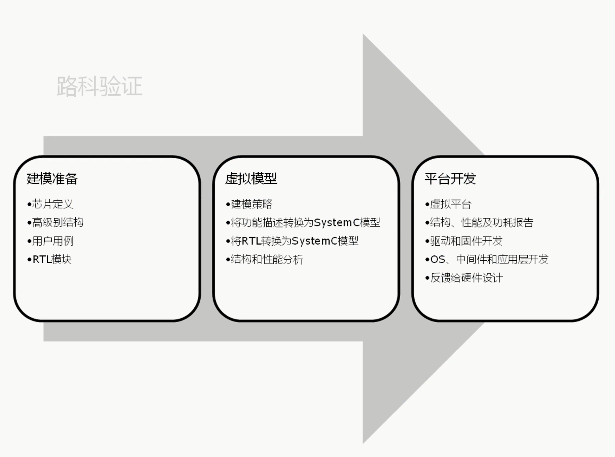 路科验证
建模准备
•芯片定义
•高级别结构
•用户用例
•RTL模块
虚拟模型
•建模策略
•将功能描述转换为SystemC模型
•将RTL转换为SystemC模型
•结构和性能分析
平台开发
•虚拟平台
•结构、性能及功耗报告
•驱动和固件开发
•OS、中间件和应用层开发
•反馈给硬件设计